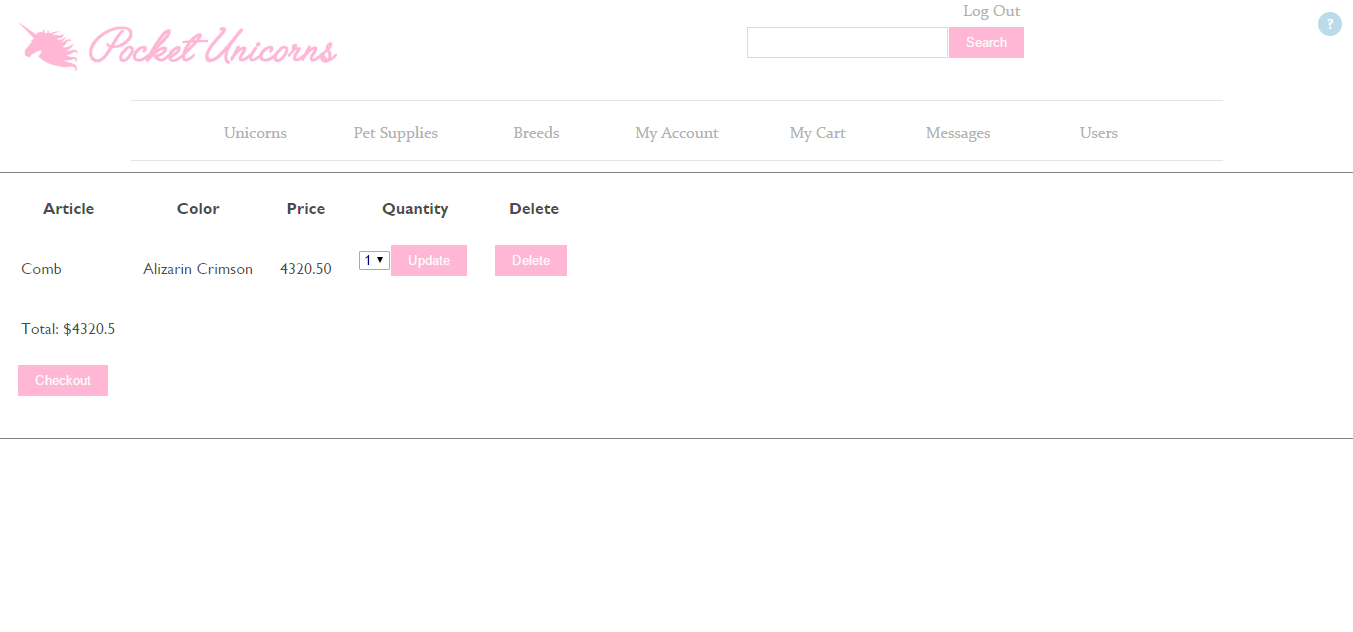 Log Out
?
Pocket Unicorns
Search
Unicorns Pet Supplies Breeds My Account My Cart Messages Users
Article Color Price Quantity Delete
Comb Alizarin Crimson 4320.50 1 Update Delete
Total: $4320.5
Checkout